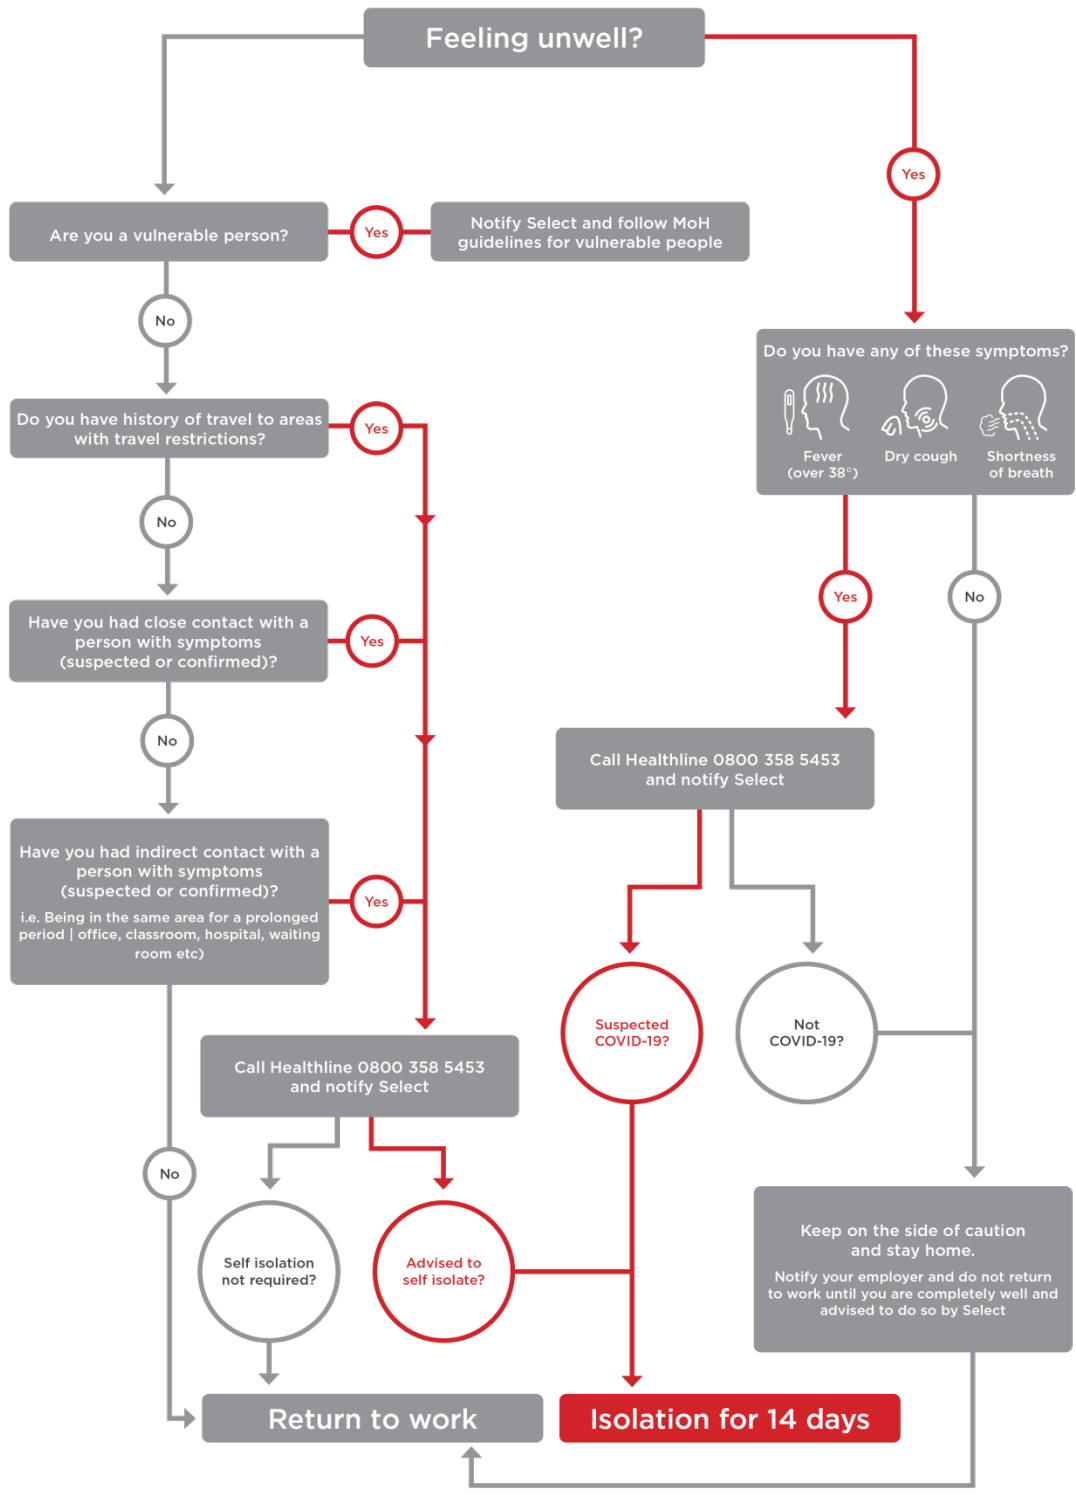 Feeling unwell?
Yes
Are you a vulnerable person?
Yes
Notify Select and follow MoH
guidelines for vulnerable people
No
Do you have any of these symptoms?
Fever
(over 38°)
Dry cough
Shortness
of breath
Do you have history of travel to areas
with travel restrictions?
Yes
No
Yes
No
Have you had close contact with a
person with symptoms
(suspected or confirmed)?
Yes
No
Call Healthline 0800 358 5453
and notify Select
Have you had indirect contact with a
person with symptoms
(suspected or confirmed)?
i.e. Being in the same area for a prolonged
period | office, classroom, hospital, waiting
room etc)
Yes
Suspected
COVID-19?
Not
COVID-19?
Call Healthline 0800 358 5453
and notify Select
No
Self isolation
not required?
Advised to
self isolate?
Keep on the side of caution
and stay home.
Notify your employer and do not return
to work until you are completely well and
advised to do so by Select
Return to work
Isolation for 14 days